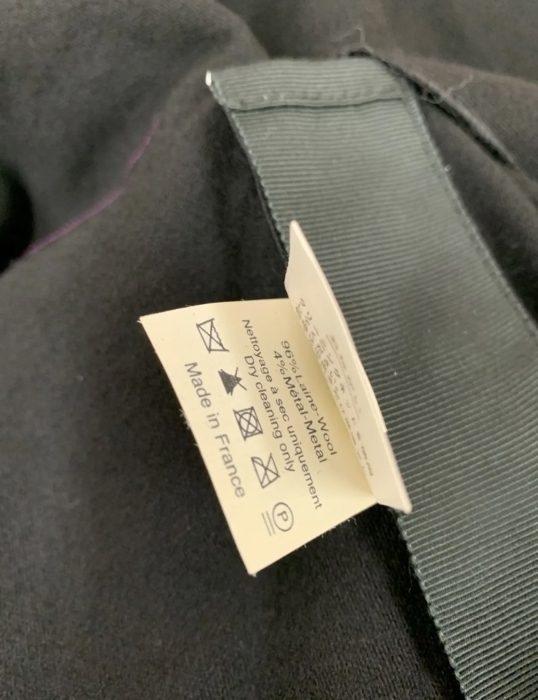 96% Laine-Wool
4% Métal-Metal
Nettoyage à sec uniquement
Dry cleaning only
P
Made in France